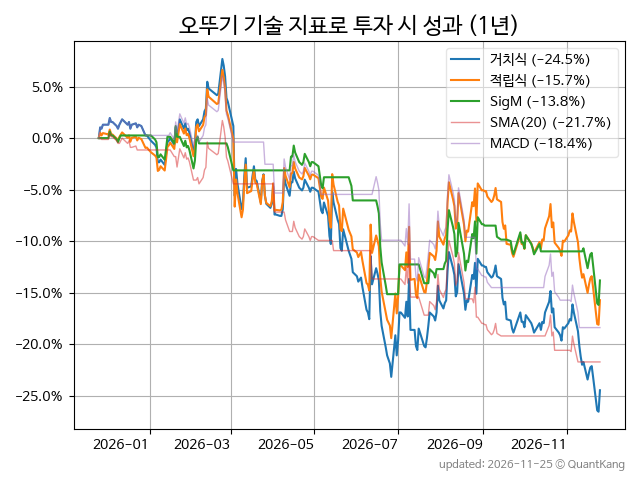 오뚜기 기술 지표로 투자 시 성과 (1년)
거치식 (−24.5%)
적립식 (−15.7%)
SigM (−13.8%)
SMA(20) (−21.7%)
MACD (−18.4%)
5.0%
0.0%
−5.0%
−10.0%
−15.0%
−20.0%
−25.0%
2026−01 2026−03 2026−05 2026−07 2026−09 2026−11
updated: 2026−11−25 © QuantKang